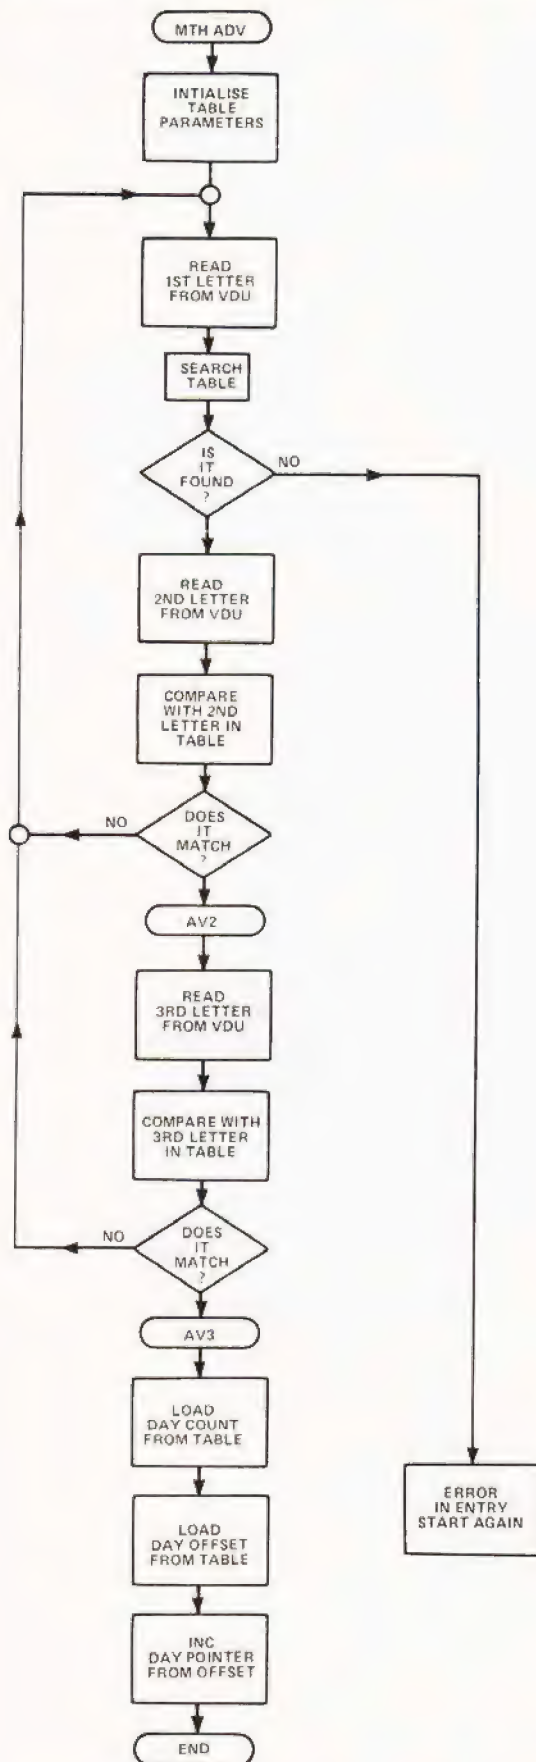 MTH ADV
INTIALISE
TABLE
PARAMETERS
READ
1ST LETTER
FROM VDU
SEARCH
TABLE
IS
IT
FOUND
?
NO
READ
2ND LETTER
FROM VDU
COMPARE
WITH 2ND
LETTER IN
TABLE
DOES
IT
MATCH
?
NO
AV2
READ
3RD LETTER
FROM VDU
COMPARE WITH
3RD LETTER
IN TABLE
DOES
IT
MATCH
?
NO
AV3
LOAD
DAY COUNT
FROM TABLE
ERROR
IN ENTRY
START AGAIN
LOAD
DAY OFFSET
FROM TABLE
INC
DAY POINTER
FROM OFFSET
END